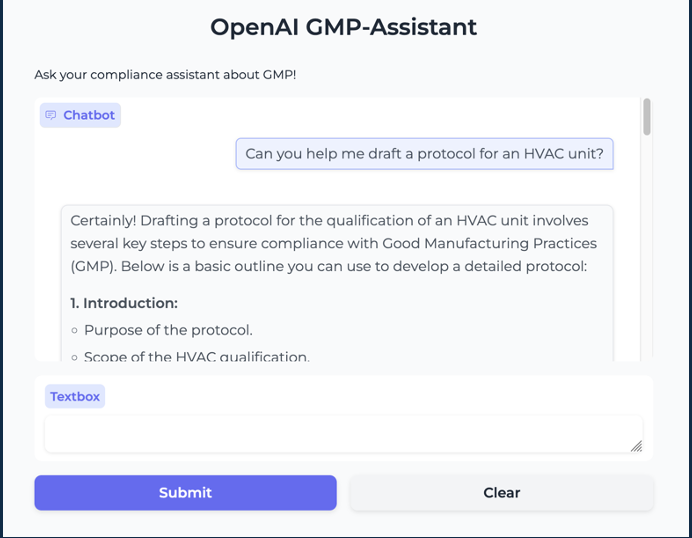 OpenAI GMP-Assistant
Ask your compliance assistant about GMP!
Chatbot
Can you help me draft a protocol for an HVAC unit?
Certainly! Drafting a protocol for the qualification of an HVAC unit involves
several key steps to ensure compliance with Good Manufacturing Practices
(GMP). Below is a basic outline you can use to develop a detailed protocol:
1. Introduction:
◦ Purpose of the protocol.
◦ Scope of the HVAC qualification.
Textbox
Submit
Clear